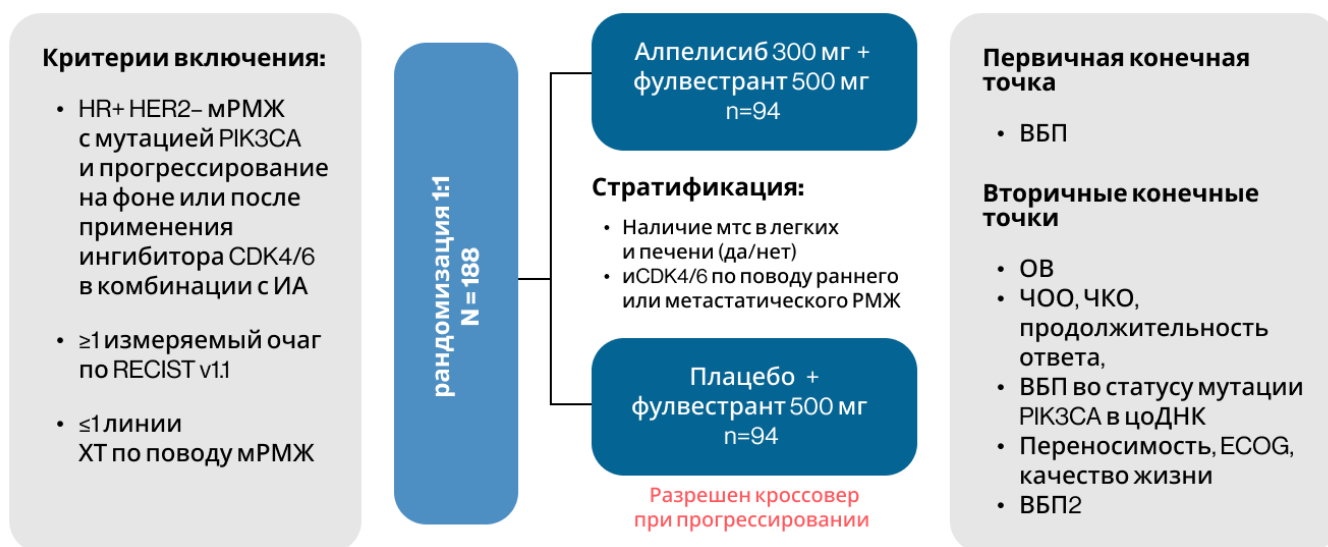 Критерии включения:
• HR+ HER2– мРМЖ
с мутацией PIK3CA
и прогрессирование
на фоне или после
применения
ингибитора CDK4/6
в комбинации с ИА
• ≥1 измеряемый очаг
по RECIST v1.1
• ≤1 линии
ХТ по поводу мРМЖ
рандомизация 1:1
N = 188
Алпелисиб 300 мг +
фулвестрант 500 мг
n=94
Стратификация:
• Наличие мтс в легких
и печени (да/нет)
• иCDK4/6 по поводу раннего
или метастатического РМЖ
Плацебо +
фулвестрант 500 мг
n=94
Разрешен кроссовер
при прогрессировании
Первичная конечная
точка
• ВБП
Вторичные конечные
точки
• ОВ
• ЧОО, ЧКО,
продолжительность
ответа,
• ВБП во статусу мутации
PIK3CA в цоДНК
• Переносимость, ECOG,
качество жизни
• ВБП2